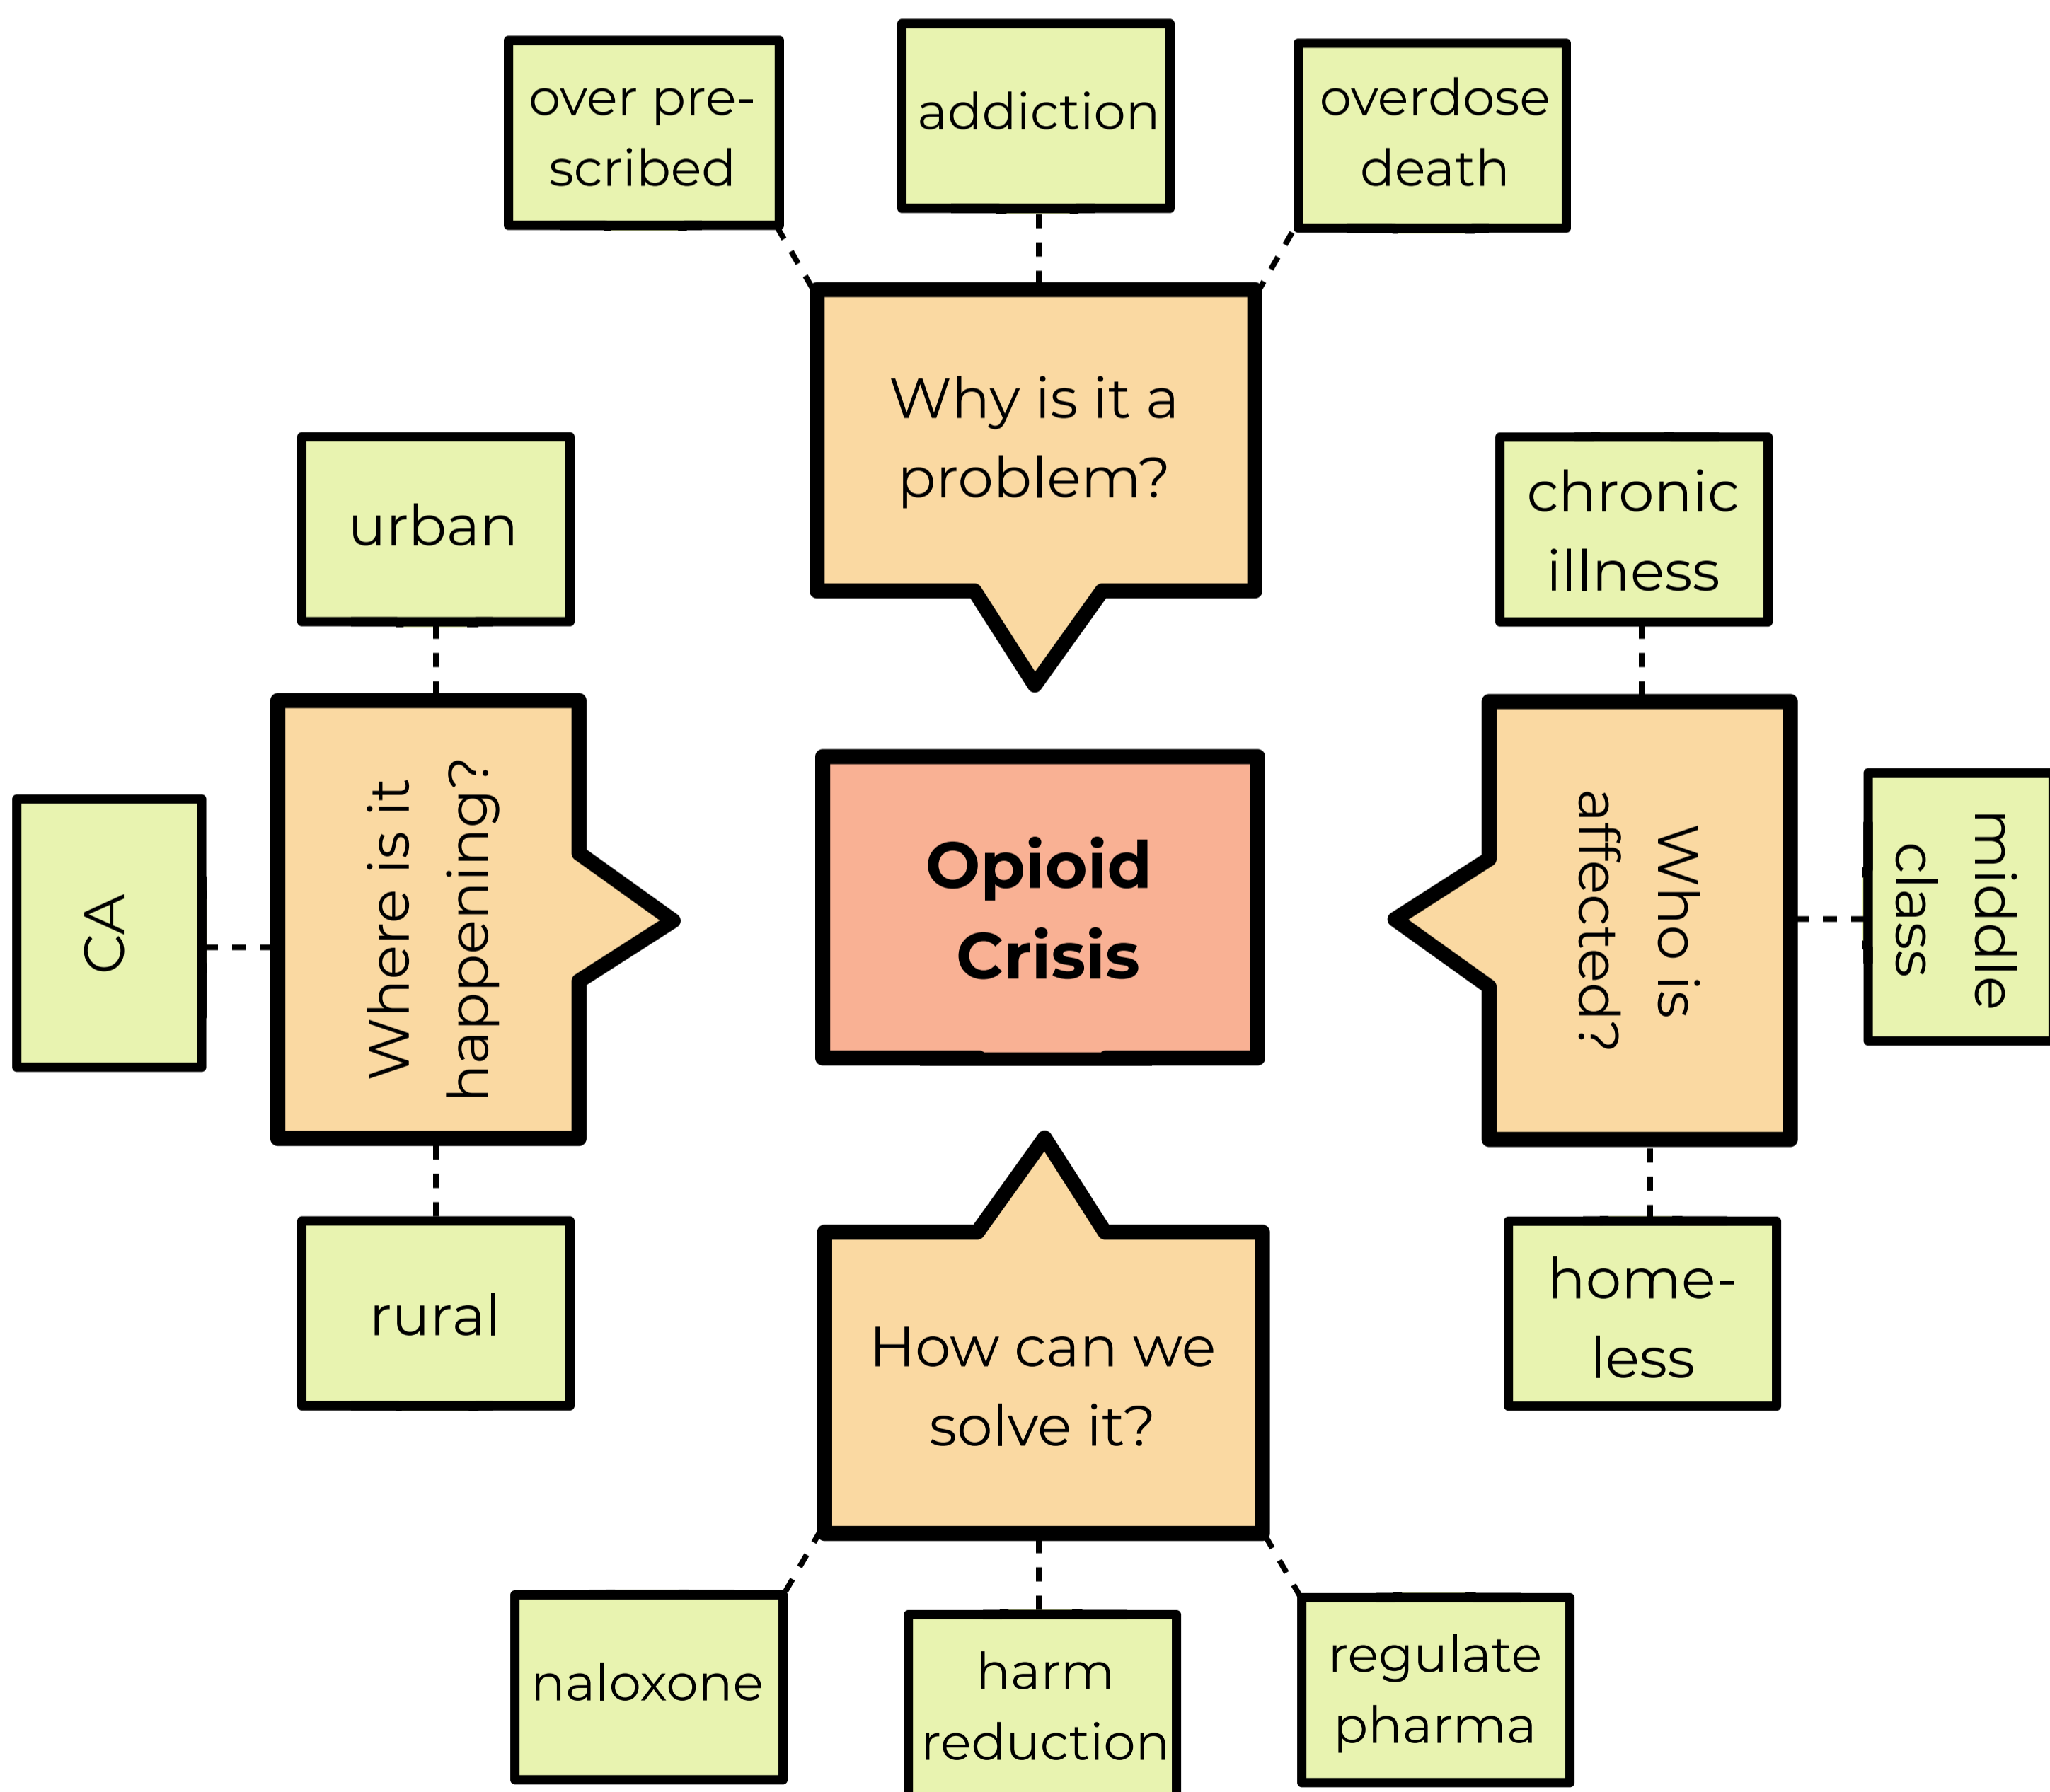 over pre-
scribed
addiction
overdose
death
Why is it a
problem?
urban
chronic
illness
CA
Where is it
happening?
Opioid
Crisis
Who is
affected?
middle
class
rural
home-
less
How can we
solve it?
naloxone
harm
reduction
regulate
pharma